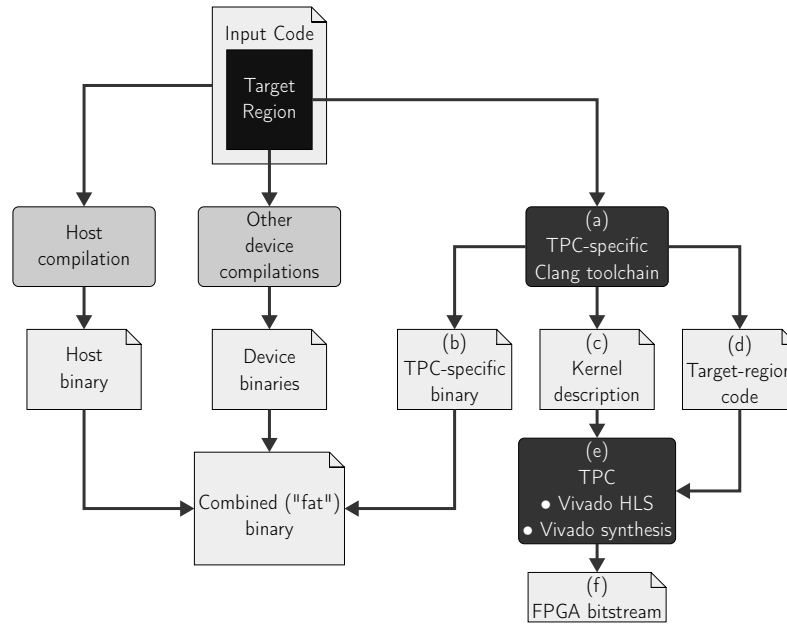 Input Code
Target
Region
Host
compilation
Other
device
compilations
(a)
TPC-specific
Clang toolchain
Host
binary
Device
binaries
(b)
TPC-specific
binary
(c)
Kernel
description
(d)
Target-region
code
Combined ("fat")
binary
(e)
TPC
● Vivado HLS
● Vivado synthesis
(f)
FPGA bitstream